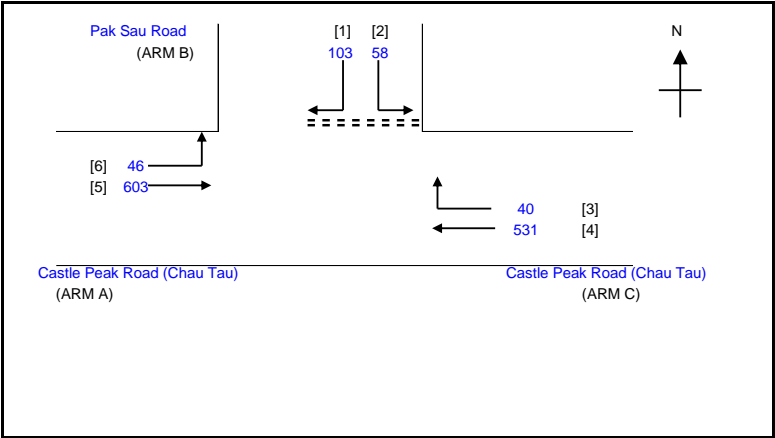 Pak Sau Road [1] [2] N
(ARM B) 103 58
[6] 46
[5] 603
40 [3]
531 [4]
Castle Peak Road (Chau Tau) Castle Peak Road (Chau Tau)
(ARM A) (ARM C)